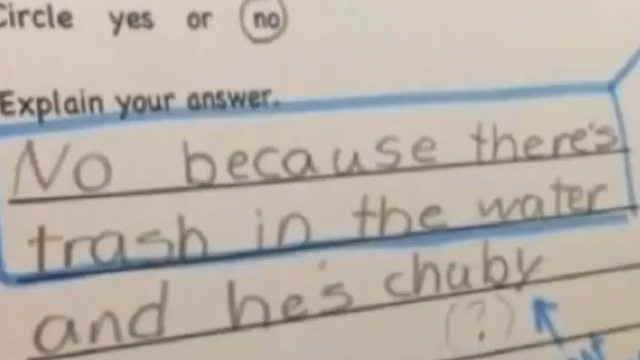 Circle yes or no
Explain your answer.
No because there's
trash in the water
and he's chuby
(?)